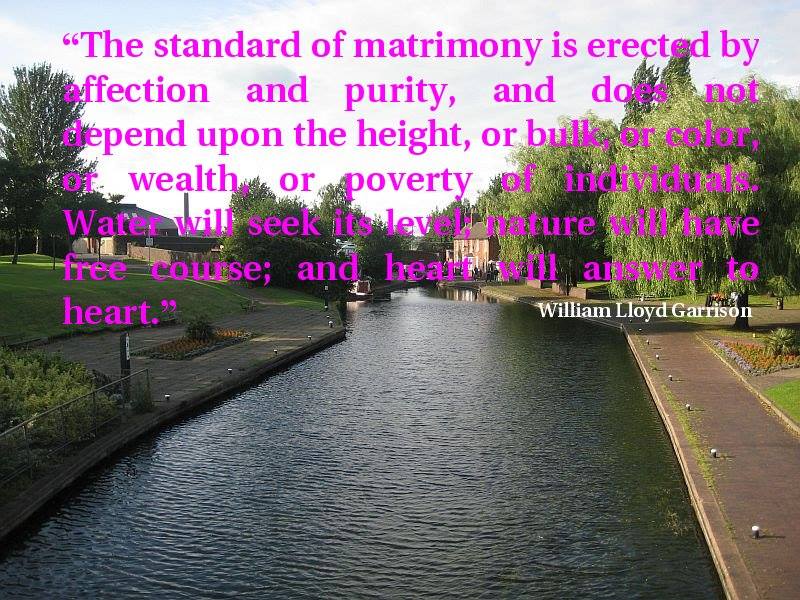 “The standard of matrimony is erected by
affection and purity, and does not
depend upon the height, or bulk, or color,
or wealth, or poverty of individuals.
Water will seek its level; nature will have
free course; and heart will answer to
heart.”
William Lloyd Garrison